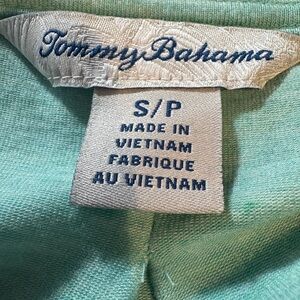 Tommy Bahama
S/P
MADE IN
VIETNAM
FABRIQUE
AU VIETNAM